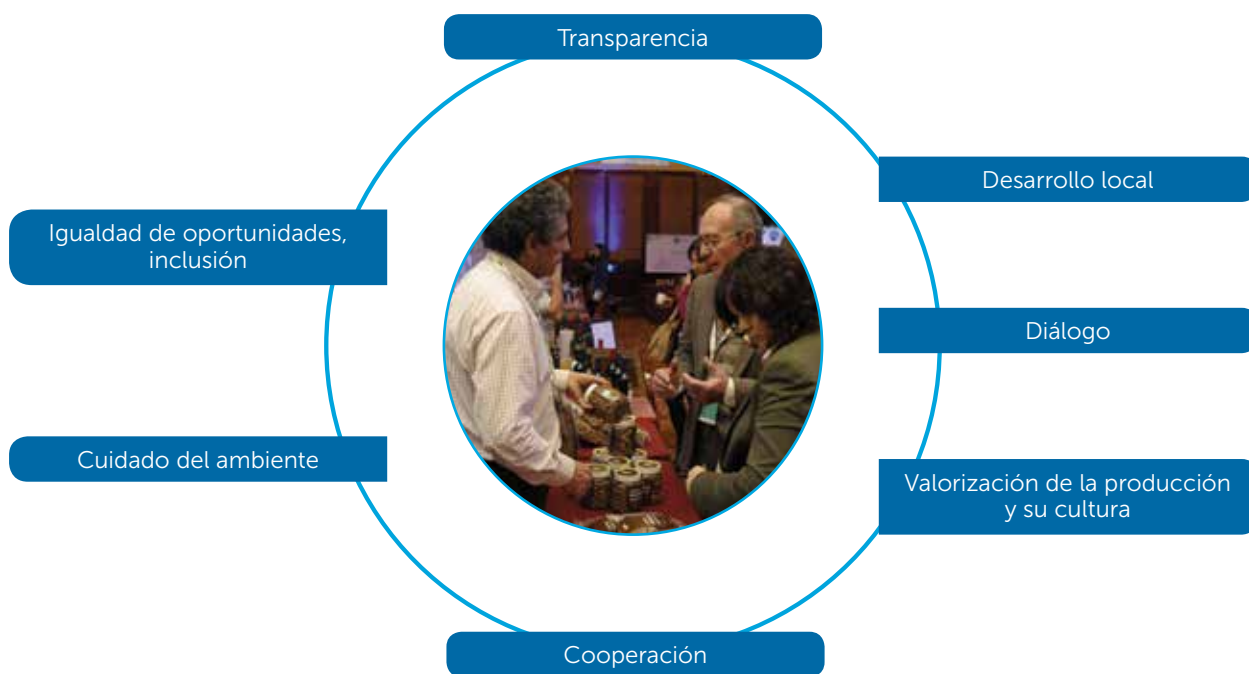 Transparencia
Desarrollo local
Igualdad de oportunidades,
inclusión
Diálogo
Cuidado del ambiente
Valorización de la producción
y su cultura
Cooperación